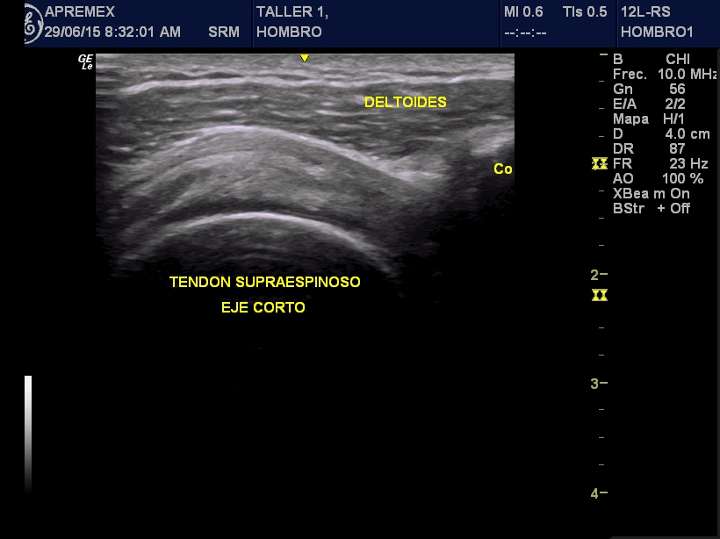 APREMEX
29/06/15 8:32:01 AM SRM
TALLER 1,
HOMBRO
MI 0.6 TIs 0.5
--:--:--
12L-RS
HOMBRO1
GE
Le
B CHI
Frec. 10.0 MHz
Gn 56
E/A 2/2
Mapa H/1
D 4.0 cm
DR 87
FR 23 Hz
AO 100 %
XBeam On
BStr + Off
DELTOIDES
Co
TENDON SUPRAESPINOSO
EJE CORTO
2
3
4